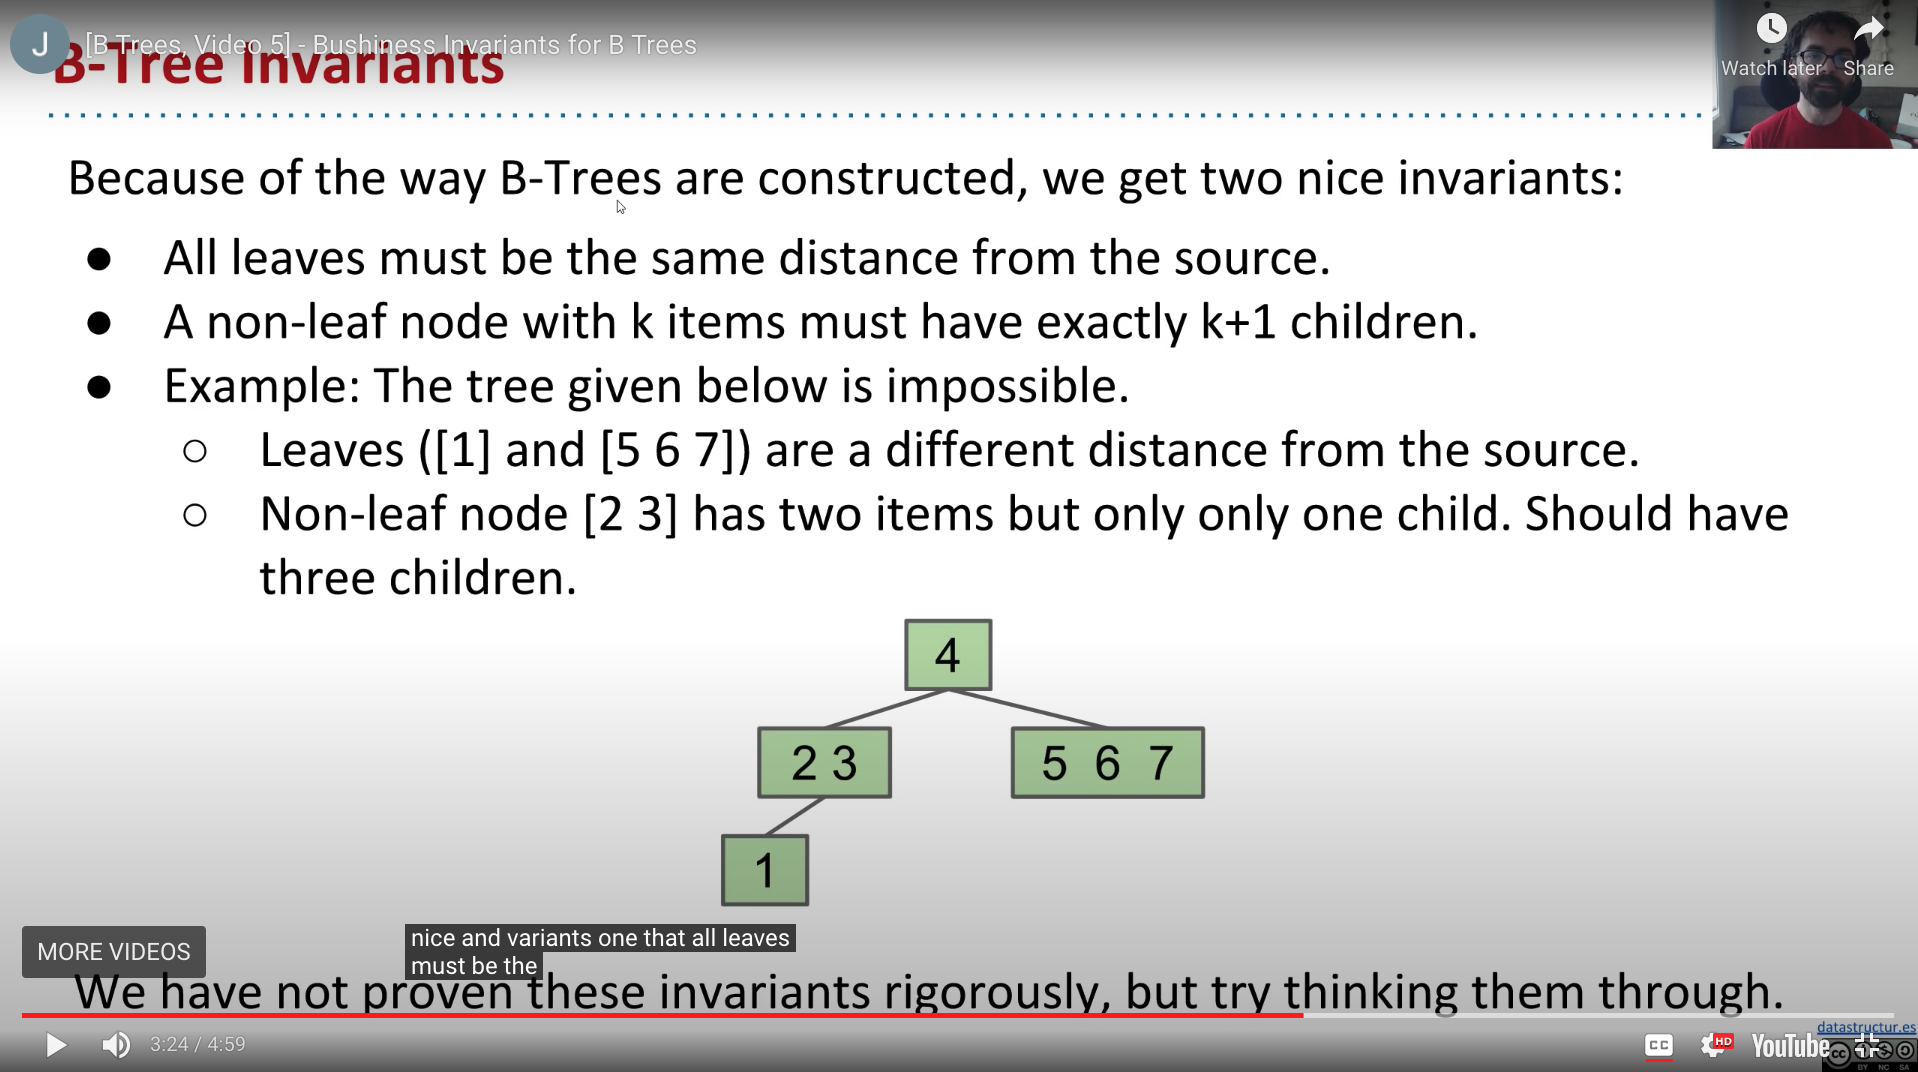 J
[B Trees, Video 5] - Bushiness Invariants for B Trees
B-Tree Invariants
Watch later
Share
Because of the way B-Trees are constructed, we get two nice invariants:
● All leaves must be the same distance from the source.
● A non-leaf node with k items must have exactly k+1 children.
● Example: The tree given below is impossible.
○ Leaves ([1] and [5 6 7]) are a different distance from the source.
○ Non-leaf node [2 3] has two items but only only one child. Should have
three children.
4
2 3
5 6 7
1
MORE VIDEOS
nice and variants one that all leaves
must be the
We have not proven these invariants rigorously, but try thinking them through.
datastructur.es
3:24 / 4:59
CC
HD
YouTube
cc
BY NC SA